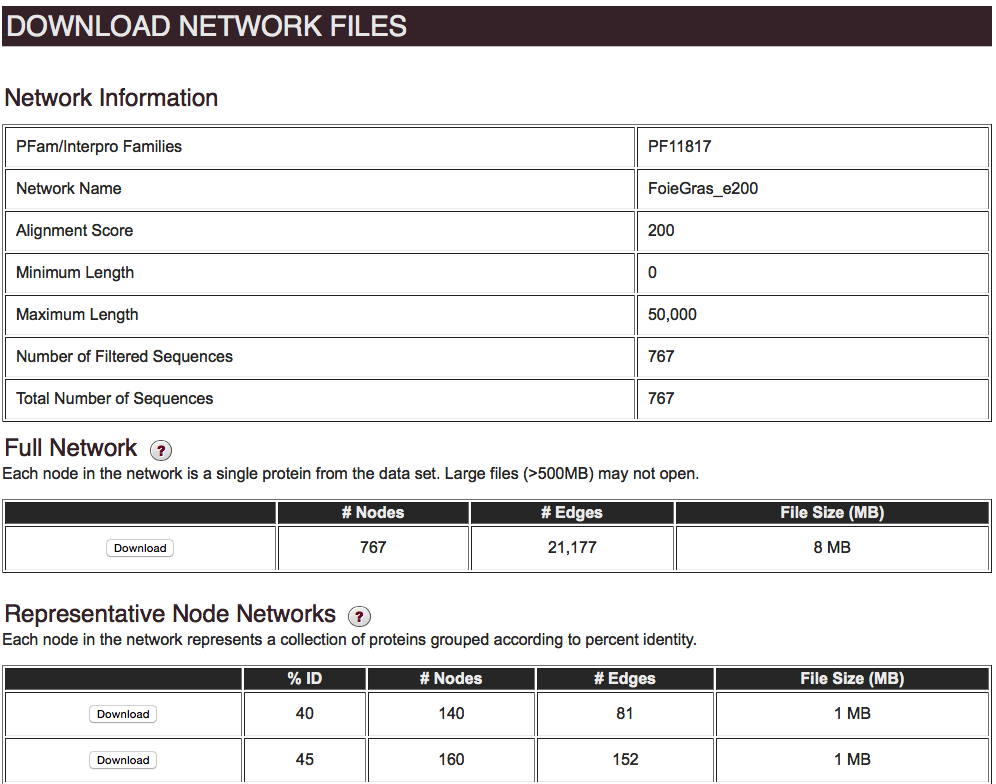 DOWNLOAD NETWORK FILES
Network Information
PFam/Interpro Families PF11817
Network Name FoieGras_e200
Alignment Score 200
Minimum Length 0
Maximum Length 50,000
Number of Filtered Sequences 767
Total Number of Sequences 767
Full Network ?
Each node in the network is a single protein from the data set. Large files (>500MB) may not open.
# Nodes # Edges File Size (MB)
Download 767 21,177 8 MB
Representative Node Networks ?
Each node in the network represents a collection of proteins grouped according to percent identity.
% ID # Nodes # Edges File Size (MB)
Download 40 140 81 1 MB
Download 45 160 152 1 MB